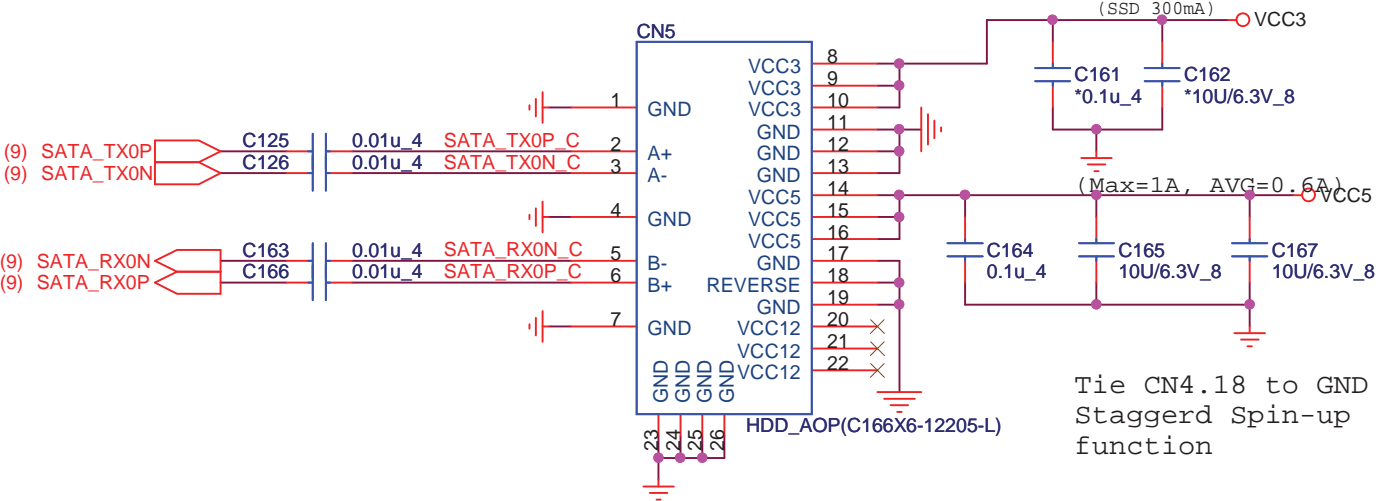 (SSD 300mA)
VCC3
CN5
8
VCC3
9
VCC3
10
VCC3
C161
*0.1u_4
C162
*10U/6.3V_8
1
GND
11
GND
12
GND
13
GND
(9) SATA_TX0P
C125
0.01u_4
SATA_TX0P_C
2
A+
(9) SATA_TX0N
C126
0.01u_4
SATA_TX0N_C
3
A-
14
VCC5
15
VCC5
16
VCC5
(Max=1A, AVG=0.6A)
VCC5
4
GND
17
GND
18
REVERSE
19
GND
C164
0.1u_4
C165
10U/6.3V_8
C167
10U/6.3V_8
(9) SATA_RX0N
C163
0.01u_4
SATA_RX0N_C
5
B-
(9) SATA_RX0P
C166
0.01u_4
SATA_RX0P_C
6
B+
7
GND
20
VCC12
21
VCC12
22
VCC12
GND
GND
GND
GND
23
24
25
26
HDD_AOP(C166X6-12205-L)
Tie CN4.18 to GND
Staggerd Spin-up
function